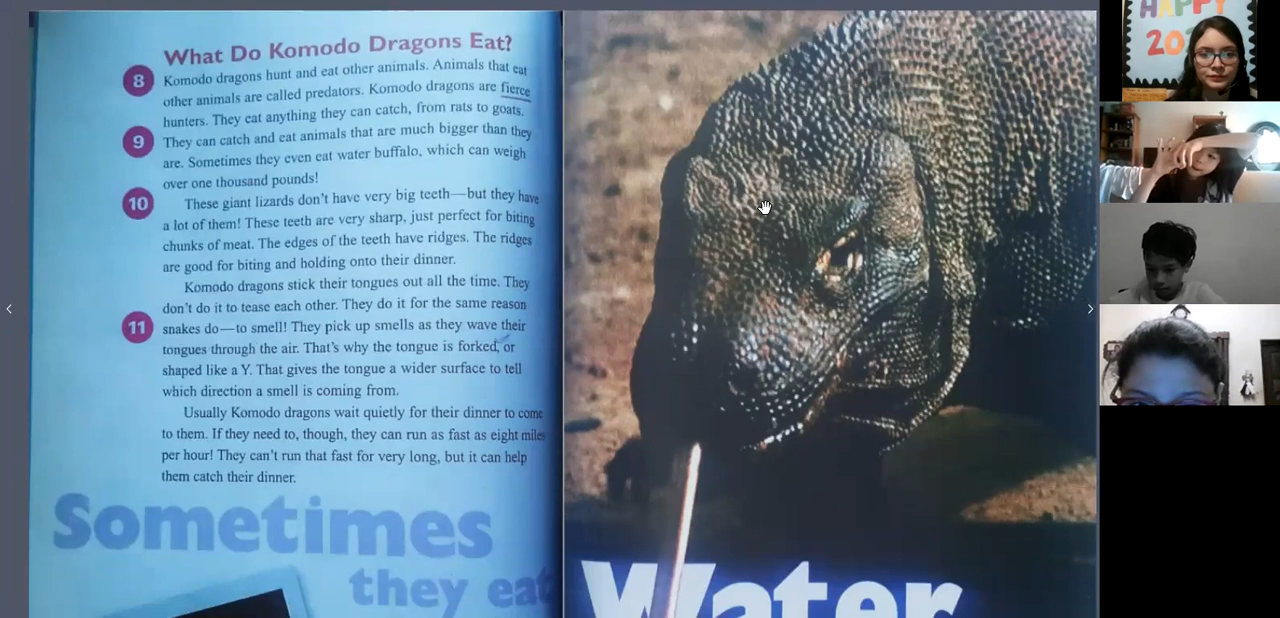 What Do Komodo Dragons Eat?
8
Komodo dragons hunt and eat other animals. Animals that eat
other animals are called predators. Komodo dragons are fierce
hunters. They eat anything they can catch, from rats to goats.
9
They can catch and eat animals that are much bigger than they
are. Sometimes they even eat water buffalo, which can weigh
over one thousand pounds!
10
These giant lizards don't have very big teeth—but they have
a lot of them! These teeth are very sharp, just perfect for biting
chunks of meat. The edges of the teeth have ridges. The ridges
are good for biting and holding onto their dinner.
Komodo dragons stick their tongues out all the time. They
don't do it to tease each other. They do it for the same reason
11
snakes do—to smell! They pick up smells as they wave their
tongues through the air. That's why the tongue is forked, or
shaped like a Y. That gives the tongue a wider surface to tell
which direction a smell is coming from.
Usually Komodo dragons wait quietly for their dinner to come
to them. If they need to, though, they can run as fast as eight miles
per hour! They can't run that fast for very long, but it can help
them catch their dinner.
Sometimes
they eat
Water
HAPPY